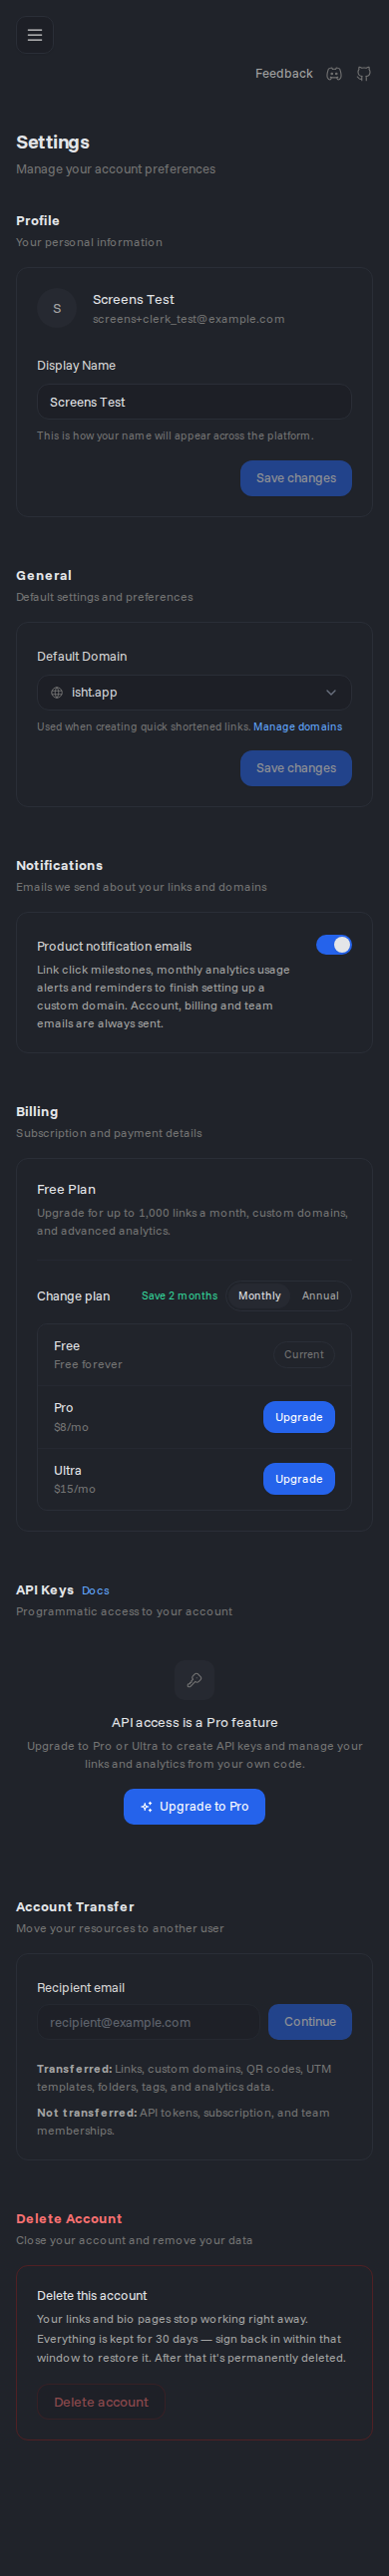 Feedback
Settings
Manage your account preferences
Profile
Your personal information
S
Screens Test
screens+clerk_test@example.com
Display Name
Screens Test
This is how your name will appear across the platform.
Save changes
General
Default settings and preferences
Default Domain
isht.app
Used when creating quick shortened links. Manage domains
Save changes
Notifications
Emails we send about your links and domains
Product notification emails
Link click milestones, monthly analytics usage
alerts and reminders to finish setting up a
custom domain. Account, billing and team
emails are always sent.
Billing
Subscription and payment details
Free Plan
Upgrade for up to 1,000 links a month, custom domains,
and advanced analytics.
Change plan Save 2 months Monthly Annual
Free
Free forever
Current
Pro
$8/mo
Upgrade
Ultra
$15/mo
Upgrade
API Keys Docs
Programmatic access to your account
API access is a Pro feature
Upgrade to Pro or Ultra to create API keys and manage your
links and analytics from your own code.
Upgrade to Pro
Account Transfer
Move your resources to another user
Recipient email
recipient@example.com Continue
Transferred: Links, custom domains, QR codes, UTM
templates, folders, tags, and analytics data.
Not transferred: API tokens, subscription, and team
memberships.
Delete Account
Close your account and remove your data
Delete this account
Your links and bio pages stop working right away.
Everything is kept for 30 days — sign back in within that
window to restore it. After that it's permanently deleted.
Delete account